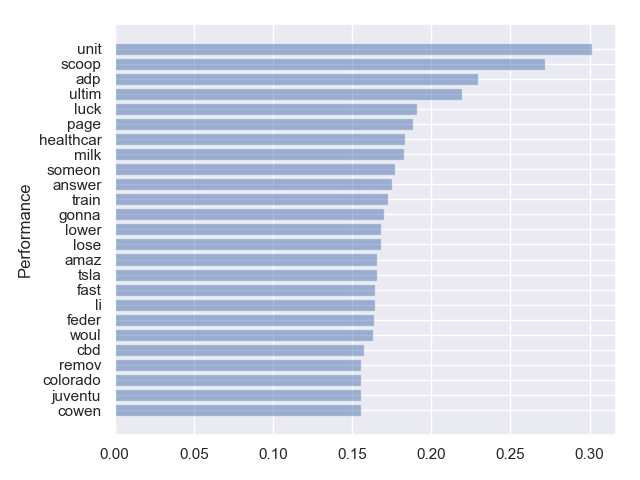 unit
scoop
adp
ultim
luck
page
healthcar
milk
someon
answer
train
gonna
lower
lose
amaz
tsla
fast
li
feder
woul
cbd
remov
colorado
juventu
cowen
Performance
0.00 0.05 0.10 0.15 0.20 0.25 0.30